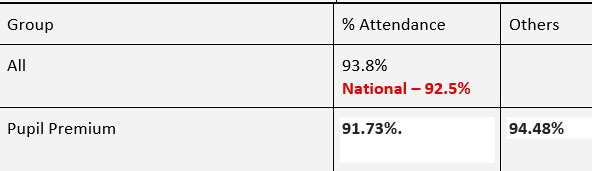 Group % Attendance Others
All 93.8%
National – 92.5%
Pupil Premium 91.73%. 94.48%